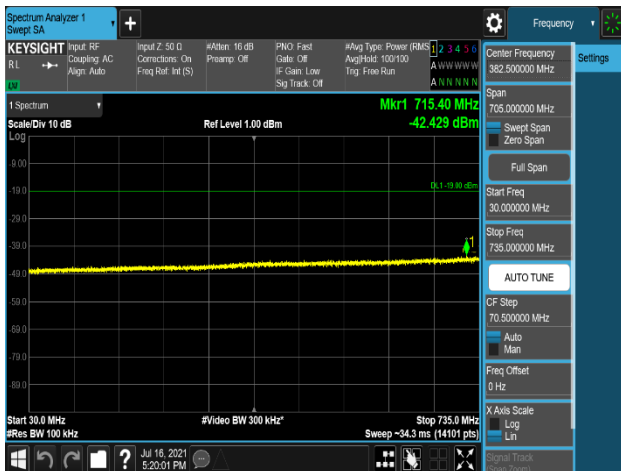 Spectrum Analyzer 1
Swept SA
Frequency
KEYSIGHT
RL
Input: RF
Coupling: AC
Align: Auto
Input Z: 50 Ω
Corrections: On
Freq Ref: Int (S)
#Atten: 16 dB
Preamp: Off
PNO: Fast
Gate: Off
IF Gain: Low
Sig Track: Off
#Avg Type: Power (RMS
Avg|Hold: 100/100
Trig: Free Run
1 2 3 4 5 6
A W W W W W
A N N N N N
1 Spectrum
Mkr1 715.40 MHz
Scale/Div 10 dB
Ref Level 1.00 dBm
-42.429 dBm
Log
-9.00
DL1 -19.00 dBm
-19.0
-29.0
-39.0
1
-49.0
-59.0
-69.0
-79.0
-89.0
Start 30.0 MHz
#Video BW 300 kHz*
Stop 735.0 MHz
#Res BW 100 kHz
Sweep ~34.3 ms (14101 pts)
Jul 16, 2021
5:20:01 PM
Center Frequency
382.500000 MHz
Settings
Span
705.000000 MHz
Swept Span
Zero Span
Full Span
Start Freq
30.000000 MHz
Stop Freq
735.000000 MHz
AUTO TUNE
CF Step
70.500000 MHz
Auto
Man
Freq Offset
0 Hz
X Axis Scale
Log
Lin
Signal Track
(Span Zoom)